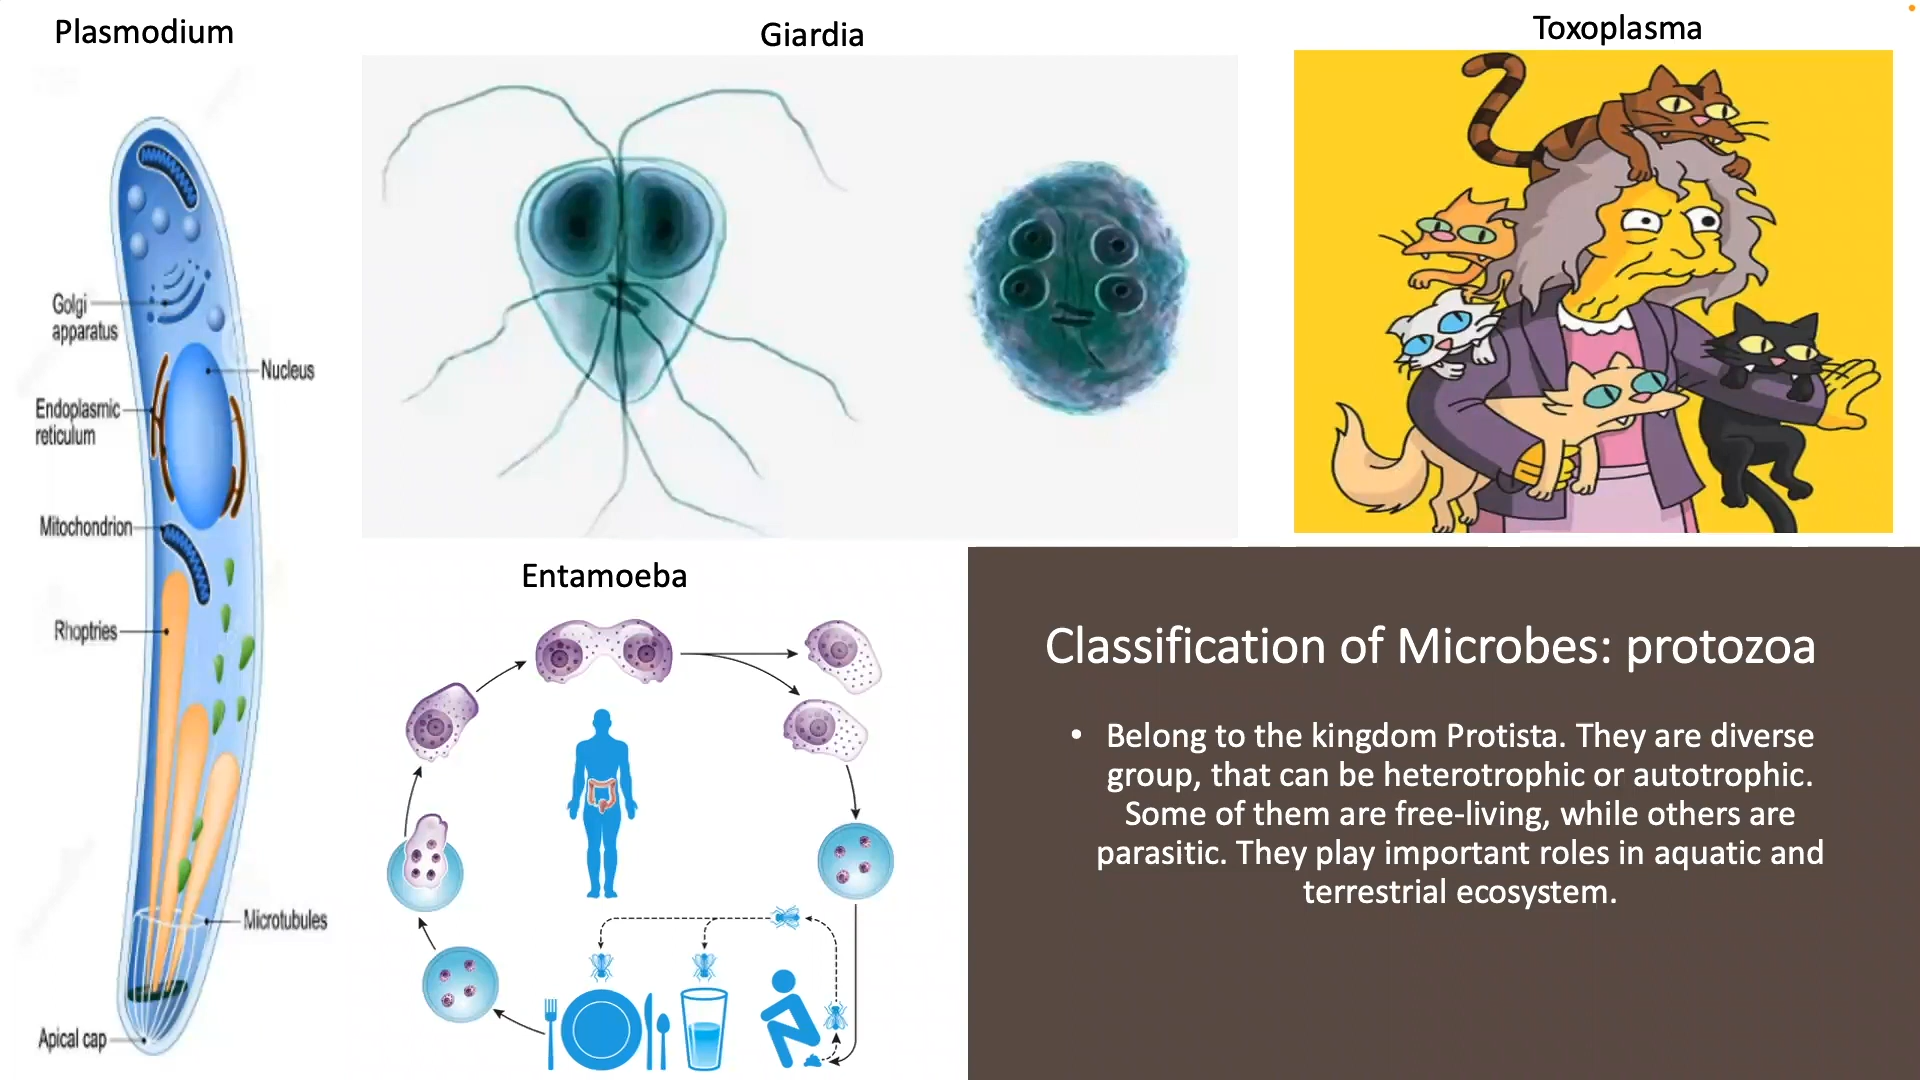 Plasmodium
Golgi
apparatus
Nucleus
Endoplasmic
reticulum
Mitochondrion
Rhoptries
Microtubules
Apical cap
Giardia
Toxoplasma
Entamoeba
Classification of Microbes: protozoa
• Belong to the kingdom Protista. They are diverse
group, that can be heterotrophic or autotrophic.
Some of them are free-living, while others are
parasitic. They play important roles in aquatic and
terrestrial ecosystem.